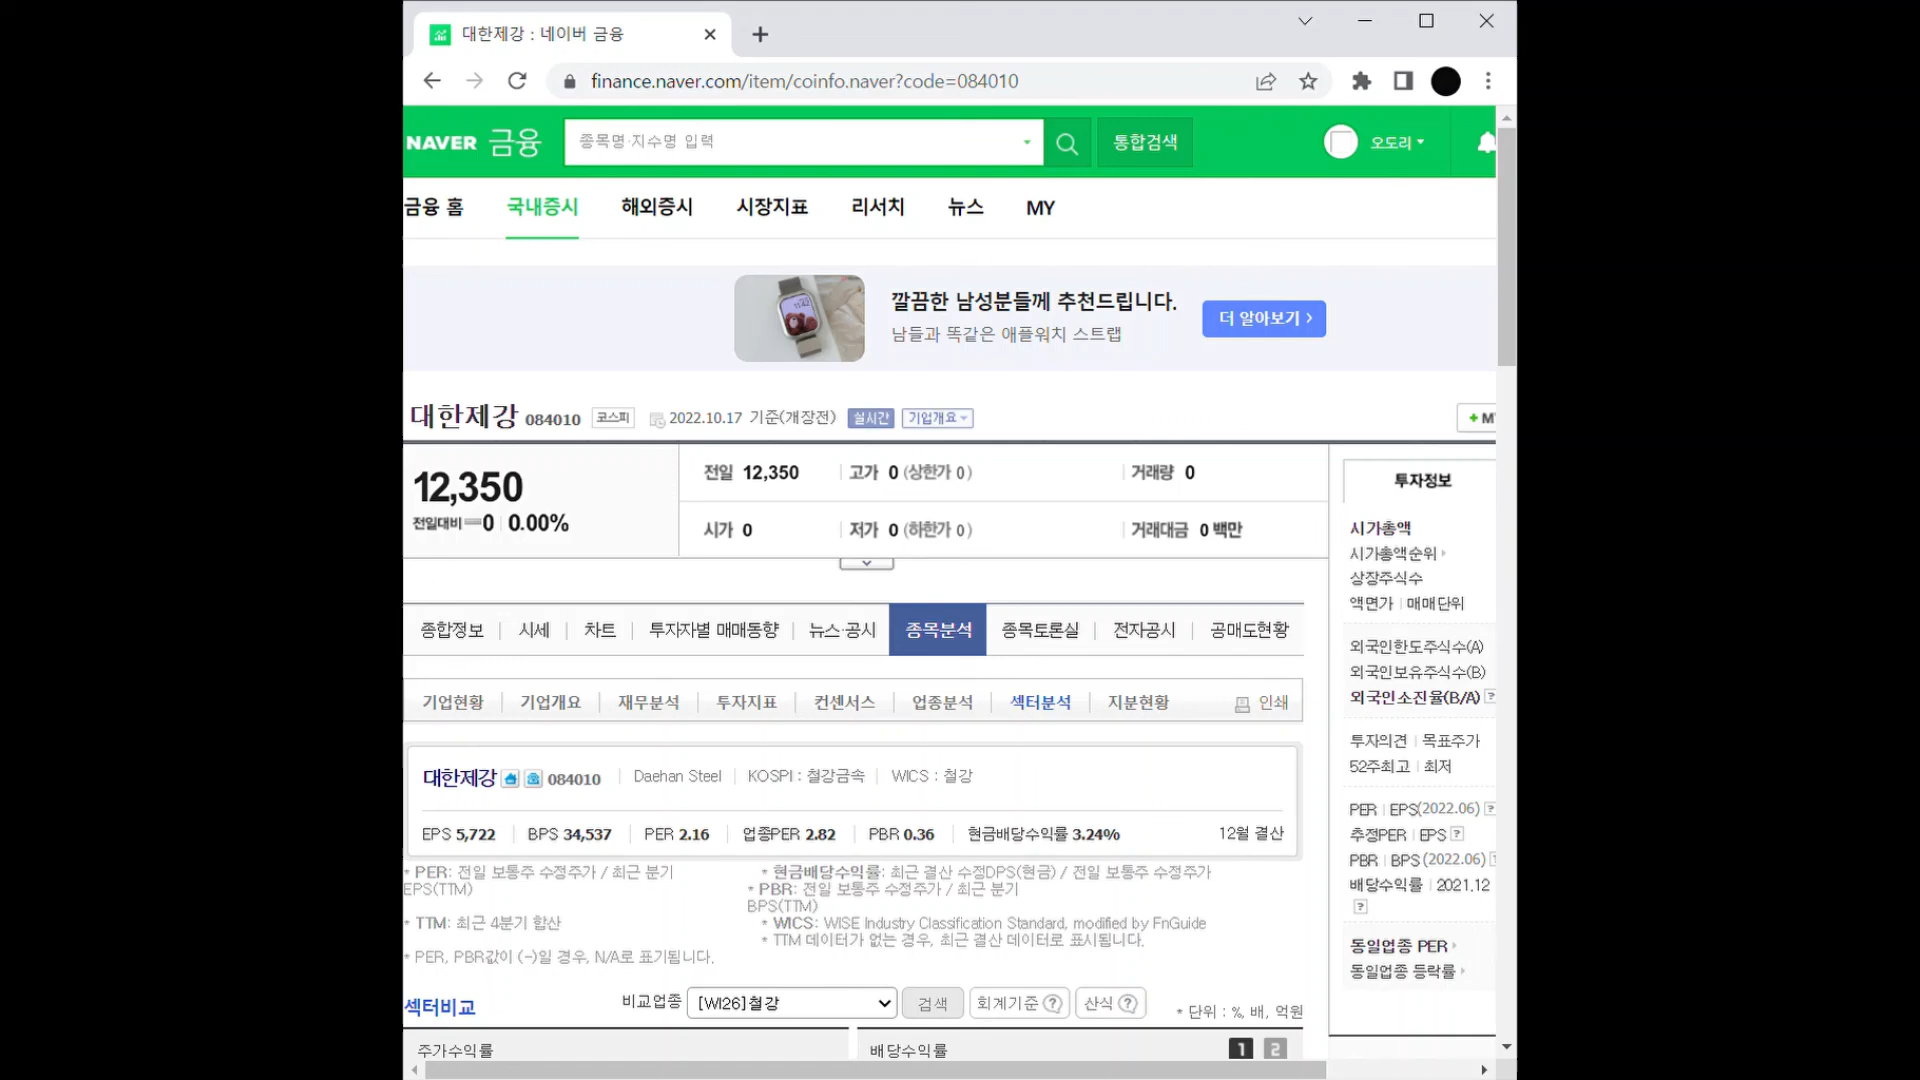 대한제강 : 네이버 금융
finance.naver.com/item/coinfo.naver?code=084010
NAVER 금융 종목명·지수명 입력 통합검색 오도리
금융 홈 국내증시 해외증시 시장지표 리서치 뉴스 MY
깔끔한 남성분들께 추천드립니다.
남들과 똑같은 애플워치 스트랩
더 알아보기 >
대한제강 084010 코스피 2022.10.17 기준(개장전) 실시간 기업개요 + M
12,350
전일대비 0 0.00%
전일 12,350 고가 0 (상한가 0) 거래량 0
시가 0 저가 0 (하한가 0) 거래대금 0 백만
투자정보
시가총액
시가총액순위
상장주식수
액면가 매매단위
외국인한도주식수(A)
외국인보유주식수(B)
외국인소진율(B/A) ?
투자의견 목표주가
52주최고 최저
PER EPS(2022.06) ?
추정PER EPS ?
PBR BPS (2022.06)
배당수익률 2021.12
?
동일업종 PER
동일업종 등락률
종합정보 시세 차트 투자자별 매매동향 뉴스·공시 종목분석 종목토론실 전자공시 공매도현황
기업현황 기업개요 재무분석 투자지표 컨센서스 업종분석 섹터분석 지분현황 인쇄
대한제강 084010 Daehan Steel KOSPI : 철강금속 WICS : 철강
EPS 5,722 BPS 34,537 PER 2.16 업종PER 2.82 PBR 0.36 현금배당수익률 3.24% 12월 결산
* PER: 전일 보통주 수정주가 / 최근 분기
EPS(TTM)
* TTM: 최근 4분기 합산
* PER, PBR값이 (-)일 경우, N/A로 표기됩니다.
* 현금배당수익률: 최근 결산 수정DPS(현금) / 전일 보통주 수정주가
* PBR: 전일 보통주 수정주가 / 최근 분기
BPS(TTM)
* WICS: WISE Industry Classification Standard, modified by FnGuide
* TTM 데이터가 없는 경우, 최근 결산 데이터로 표시됩니다.
섹터비교 비교업종 [WI26]철강 검색 회계기준 ? 산식 ? * 단위 : %, 배, 억원
주가수익률 배당수익률 1 2